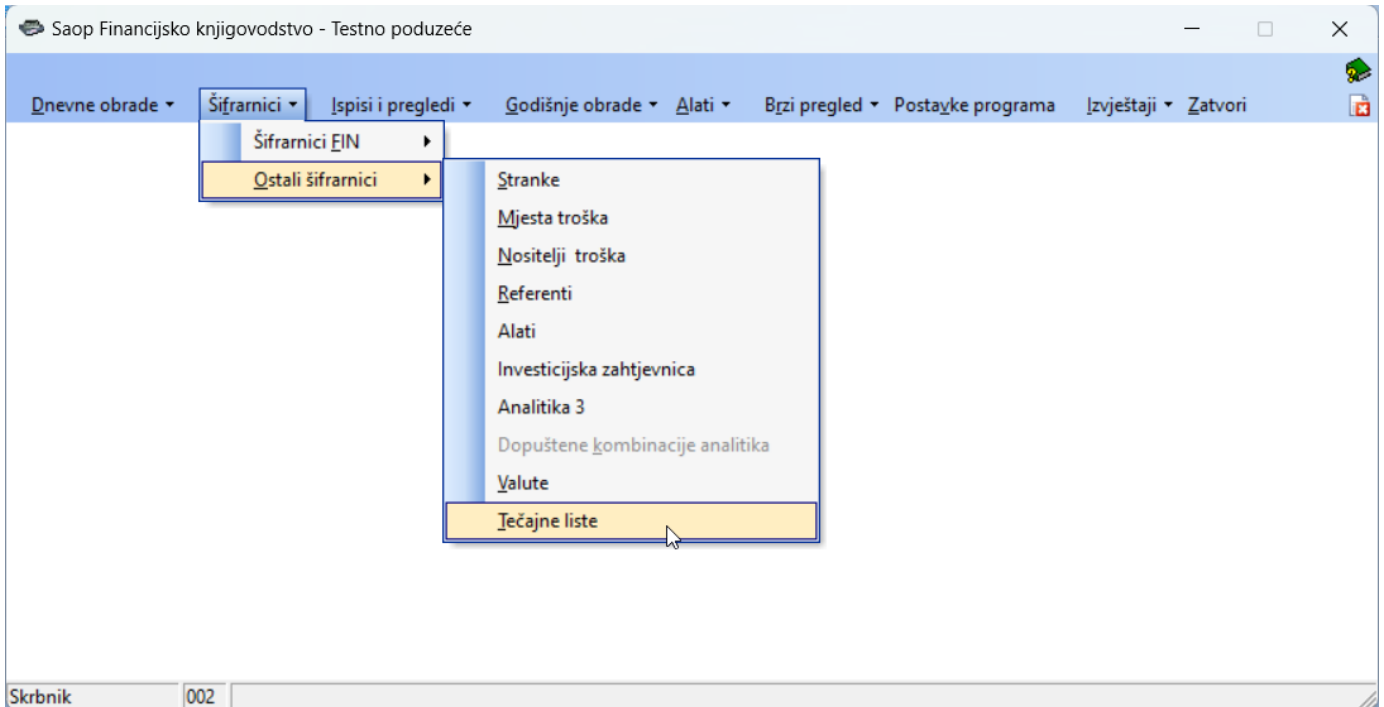 Saop Financijsko knjigovodstvo - Testno poduzeće
Dnevne obrade Šifrarnici Ispisi i pregledi Godišnje obrade Alati Brzi pregled Postavke programa Izvještaji Zatvori
Šifrarnici FIN
Ostali šifrarnici
Stranke
Mjesta troška
Nositelji troška
Referenti
Alati
Investicijska zahtjevnica
Analitika 3
Dopuštene kombinacije analitika
Valute
Tečajne liste
Skrbnik 002